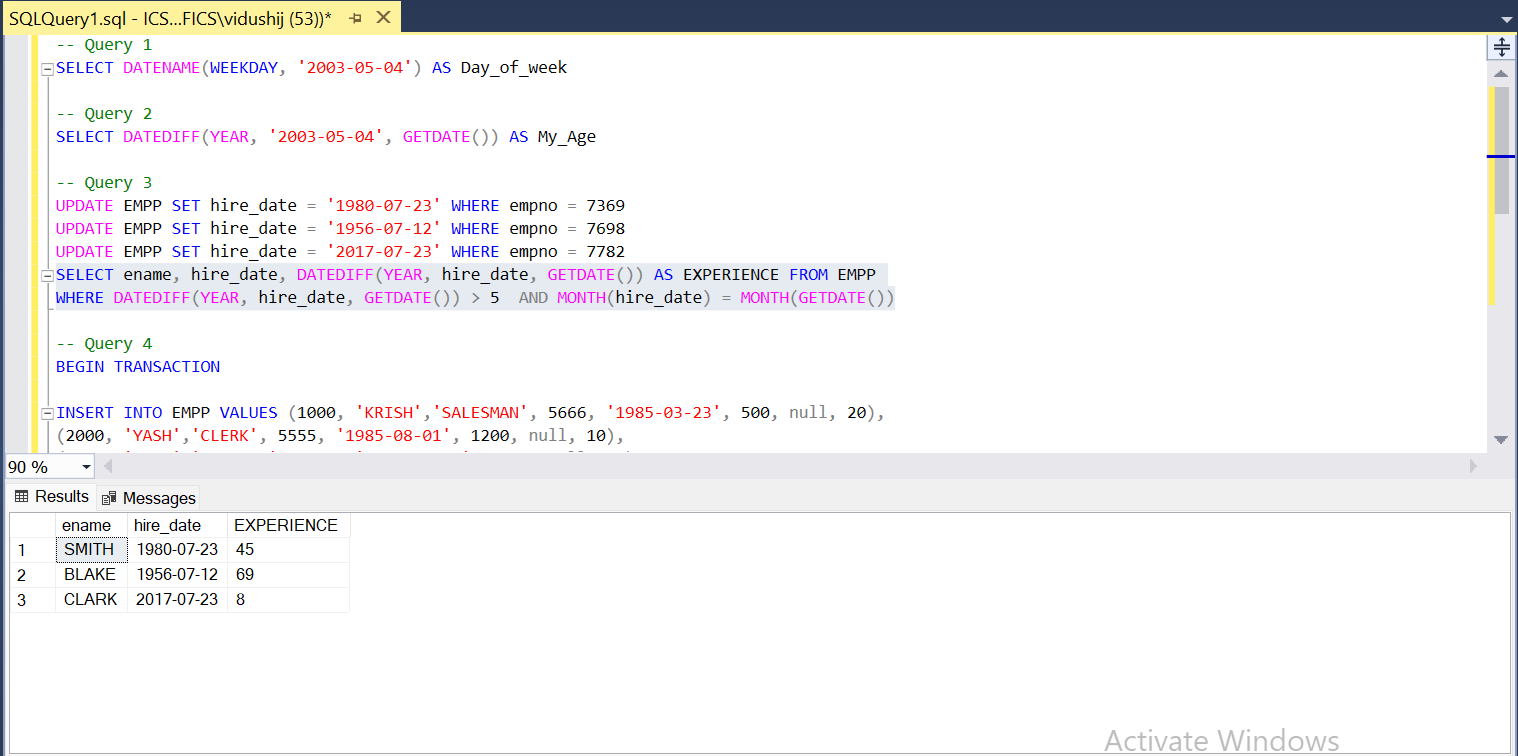 SQLQuery1.sql - ICS...FICS\vidushij (53))*
-- Query 1
SELECT DATENAME(WEEKDAY, '2003-05-04') AS Day_of_week
-- Query 2
SELECT DATEDIFF(YEAR, '2003-05-04', GETDATE()) AS My_Age
-- Query 3
UPDATE EMPP SET hire_date = '1980-07-23' WHERE empno = 7369
UPDATE EMPP SET hire_date = '1956-07-12' WHERE empno = 7698
UPDATE EMPP SET hire_date = '2017-07-23' WHERE empno = 7782
SELECT ename, hire_date, DATEDIFF(YEAR, hire_date, GETDATE()) AS EXPERIENCE FROM EMPP
WHERE DATEDIFF(YEAR, hire_date, GETDATE()) > 5  AND MONTH(hire_date) = MONTH(GETDATE())
-- Query 4
BEGIN TRANSACTION
INSERT INTO EMPP VALUES (1000, 'KRISH','SALESMAN', 5666, '1985-03-23', 500, null, 20),
(2000, 'YASH','CLERK', 5555, '1985-08-01', 1200, null, 10),
90 %
Results Messages
ename hire_date EXPERIENCE
1 SMITH 1980-07-23 45
2 BLAKE 1956-07-12 69
3 CLARK 2017-07-23 8
Activate Windows